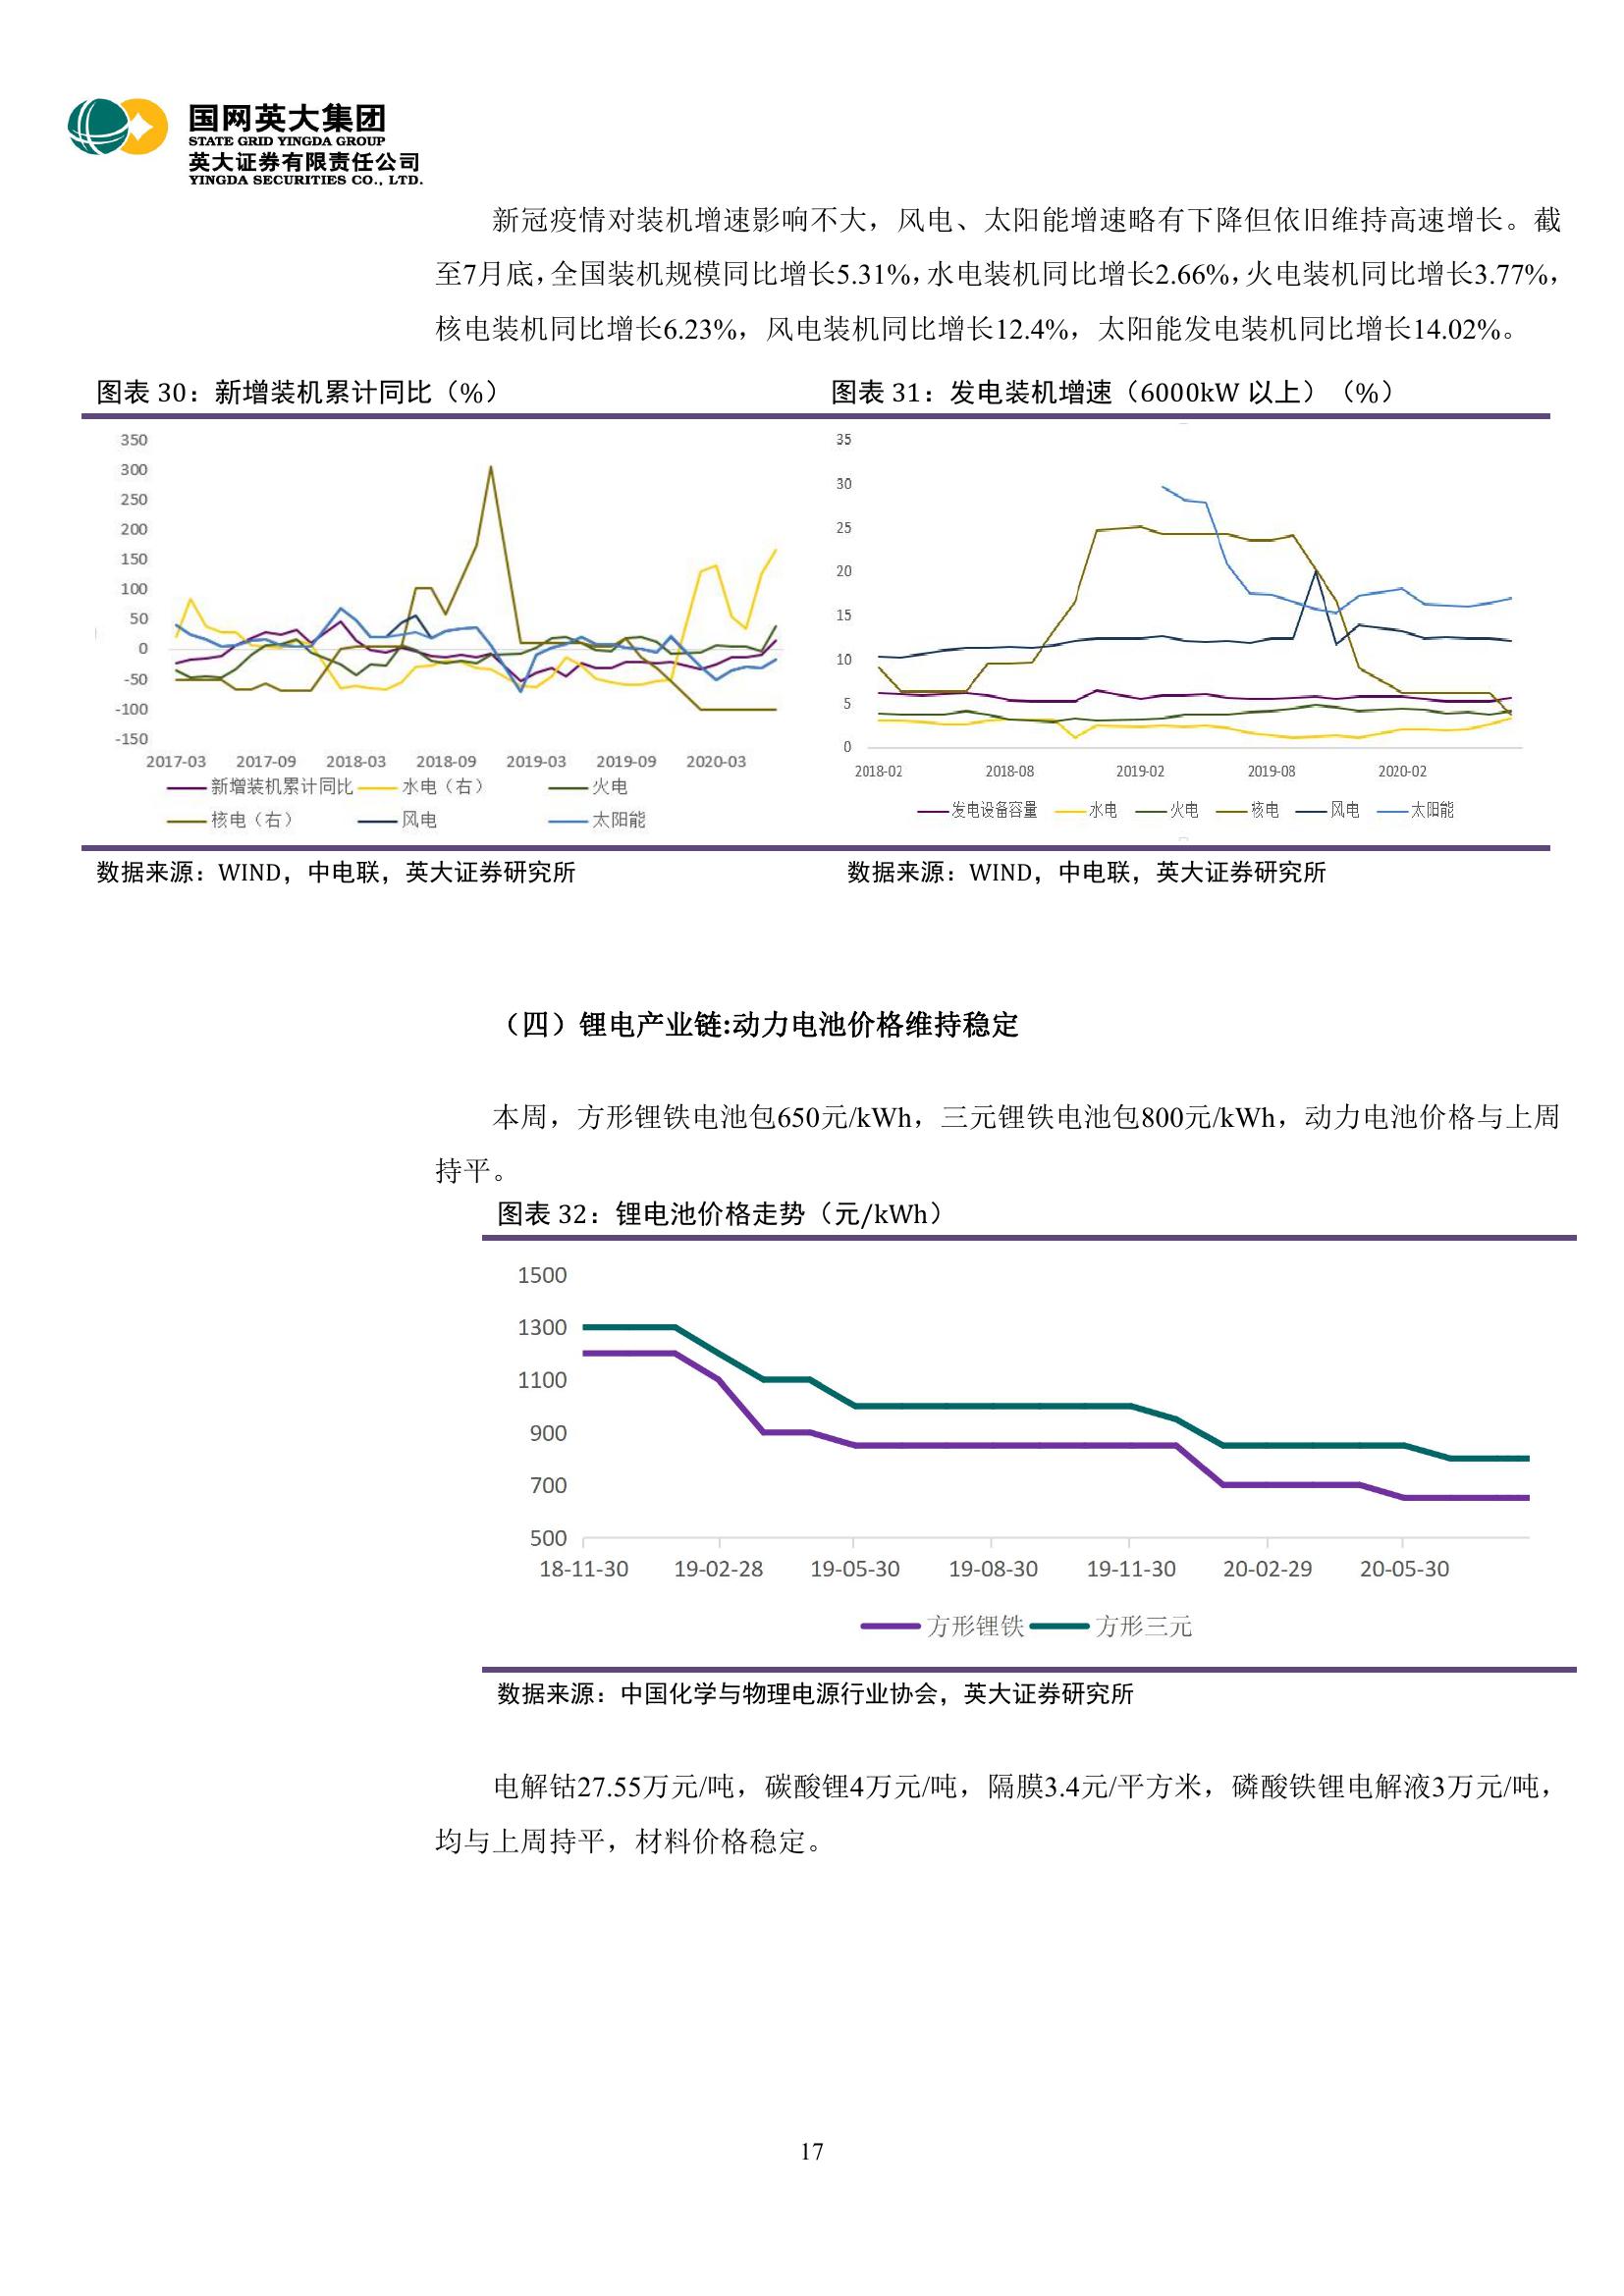 国网英大集团
STATE GRID YINGDA GROUP
英大证券有限责任公司
YINGDA SECURITIES CO., LTD.
新冠疫情对装机增速影响不大，风电、太阳能增速略有下降但依旧维持高速增长。截
至7月底，全国装机规模同比增长5.31%，水电装机同比增长2.66%，火电装机同比增长3.77%，
核电装机同比增长6.23%，风电装机同比增长12.4%，太阳能发电装机同比增长14.02%。
图表 30：新增装机累计同比（%）
350
300
250
200
150
100
50
0
-50
-100
-150
2017-03 2017-09 2018-03 2018-09 2019-03 2019-09 2020-03
新增装机累计同比 水电（右） 火电
核电（右） 风电 太阳能
数据来源：WIND，中电联，英大证券研究所
图表 31：发电装机增速（6000kW 以上）（%）
35
30
25
20
15
10
5
0
2018-02 2018-08 2019-02 2019-08 2020-02
发电设备容量 水电 火电 核电 风电 太阳能
数据来源：WIND，中电联，英大证券研究所
（四）锂电产业链:动力电池价格维持稳定
本周，方形锂铁电池包650元/kWh，三元锂铁电池包800元/kWh，动力电池价格与上周
持平。
图表 32：锂电池价格走势（元/kWh）
1500
1300
1100
900
700
500
18-11-30 19-02-28 19-05-30 19-08-30 19-11-30 20-02-29 20-05-30
方形锂铁 方形三元
数据来源：中国化学与物理电源行业协会，英大证券研究所
电解钴27.55万元/吨，碳酸锂4万元/吨，隔膜3.4元/平方米，磷酸铁锂电解液3万元/吨，
均与上周持平，材料价格稳定。
17